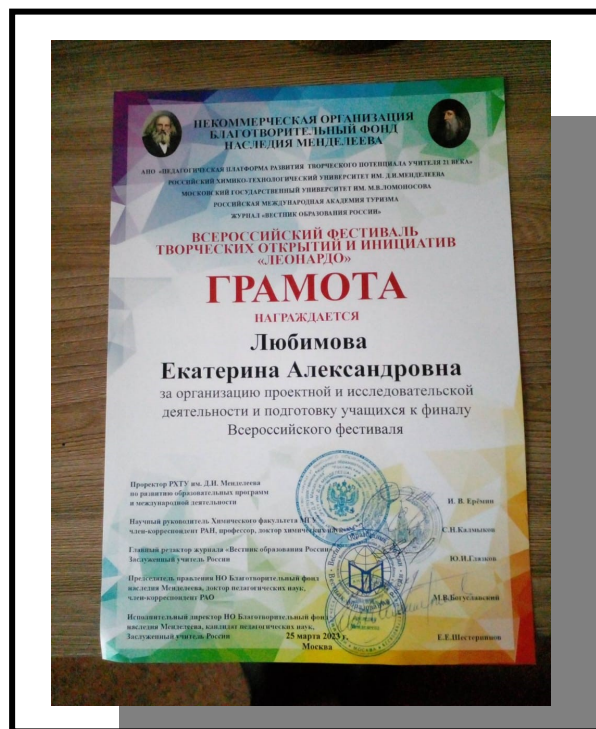 НЕКОММЕРЧЕСКАЯ ОРГАНИЗАЦИЯ
БЛАГОТВОРИТЕЛЬНЫЙ ФОНД
НАСЛЕДИЯ МЕНДЕЛЕЕВА
АНО «ПЕДАГОГИЧЕСКАЯ ПЛАТФОРМА РАЗВИТИЯ ТВОРЧЕСКОГО ПОТЕНЦИАЛА УЧИТЕЛЯ 21 ВЕКА»
РОССИЙСКИЙ ХИМИКО-ТЕХНОЛОГИЧЕСКИЙ УНИВЕРСИТЕТ ИМ. Д.И.МЕНДЕЛЕЕВА
МОСКОВСКИЙ ГОСУДАРСТВЕННЫЙ УНИВЕРСИТЕТ ИМ. М.В.ЛОМОНОСОВА
РОССИЙСКАЯ МЕЖДУНАРОДНАЯ АКАДЕМИЯ ТУРИЗМА
ЖУРНАЛ «ВЕСТНИК ОБРАЗОВАНИЯ РОССИИ»
ВСЕРОССИЙСКИЙ ФЕСТИВАЛЬ
ТВОРЧЕСКИХ ОТКРЫТИЙ И ИНИЦИАТИВ
«ЛЕОНАРДО»
ГРАМОТА
НАГРАЖДАЕТСЯ
Любимова
Екатерина Александровна
за организацию проектной и исследовательской
деятельности и подготовку учащихся к финалу
Всероссийского фестиваля
Проректор РХТУ им. Д.И. Менделеева
по развитию образовательных программ
и международной деятельности И. В. Ерёмин
Научный руководитель Химического факультета МГУ
член-корреспондент РАН, профессор, доктор химических С.Н.Калмыков
Главный редактор журнала «Вестник образования России»
Заслуженный учитель России Ю.И.Глазков
Председатель правления НО Благотворительный фонд
наследия Менделеева, доктор педагогических наук,
член-корреспондент РАО М.В.Богуславский
Исполнительный директор НО Благотворительный фонд
наследия Менделеева, кандидат педагогических наук,
Заслуженный учитель России Е.Е.Шестерников
25 марта 2023 г.
Москва